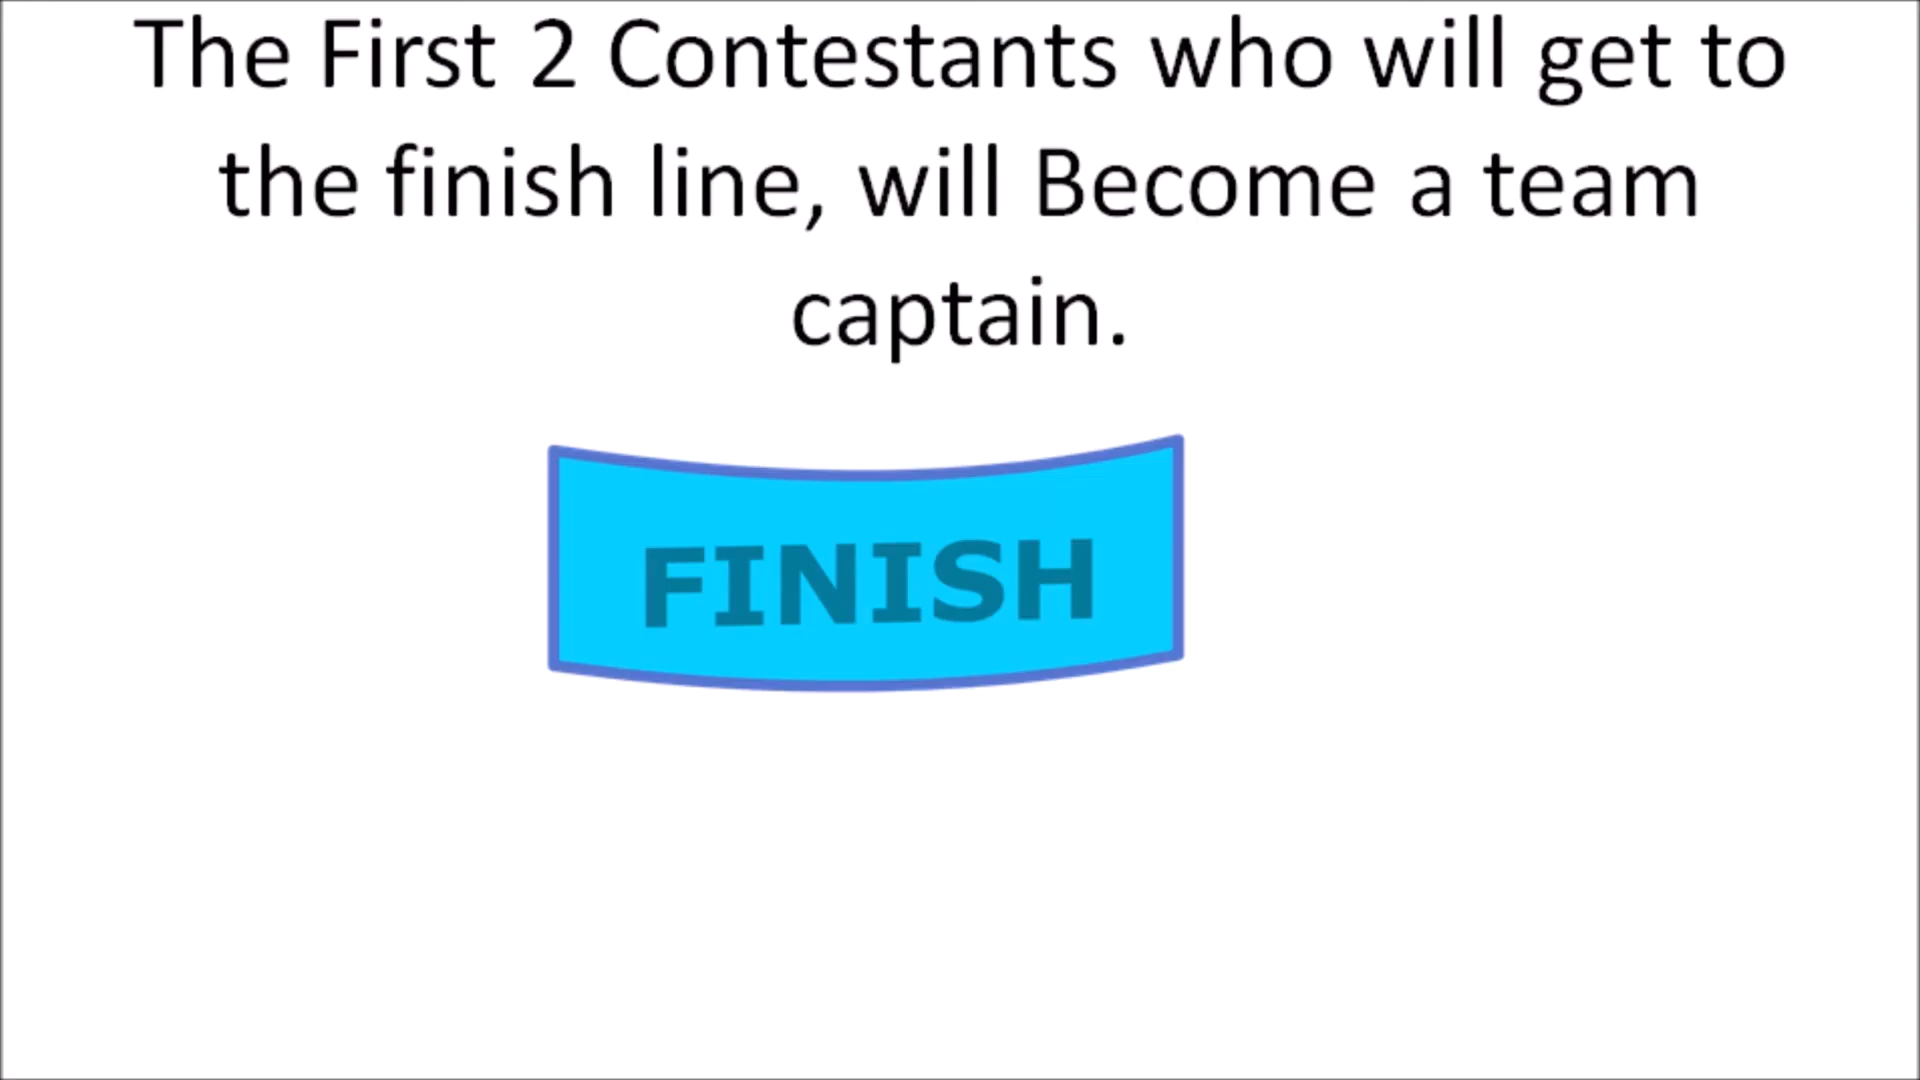 The First 2 Contestants who will get to
the finish line, will Become a team
captain.
FINISH